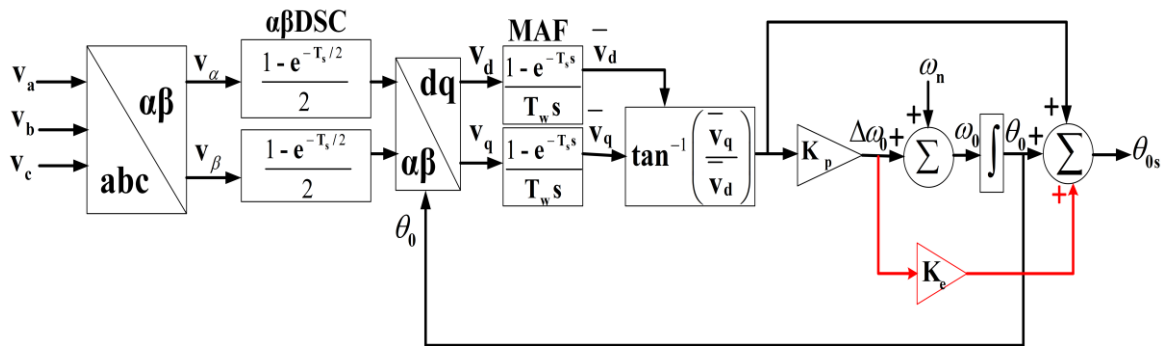 αβDSC
MAF
v_a
v_b
v_c
αβ
abc
v_α
v_β
1 - e^{-T_s/2}
2
1 - e^{-T_s/2}
2
dq
αβ
θ_0
v_d
v_q
1 - e^{-T_s s}
T_w s
1 - e^{-T_s s}
T_w s
v̄_d
v̄_q
tan^{-1}(v̄_q / v̄_d)
K_p
Δω_0 +
ω_n
+
∑
ω_0
∫
θ_0 +
+
∑
+
θ_{0s}
K_e